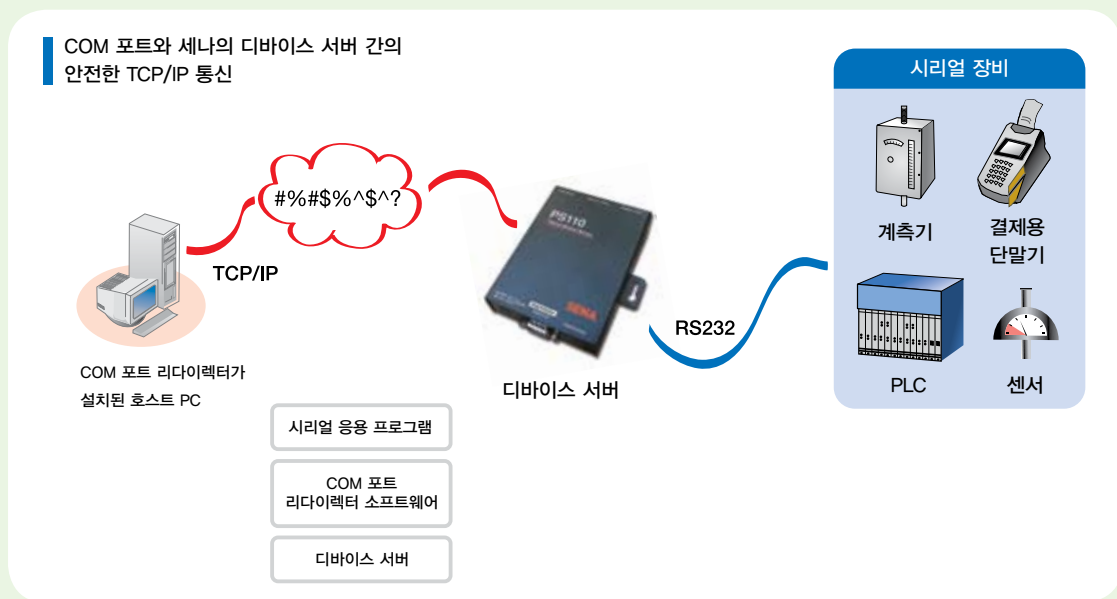 COM 포트와 세나의 디바이스 서버 간의
안전한 TCP/IP 통신
#%#$%^$^?
TCP/IP
COM 포트 리다이렉터가
설치된 호스트 PC
PS110
SENA
디바이스 서버
RS232
시리얼 장비
계측기
결제용
단말기
PLC
센서
시리얼 응용 프로그램
COM 포트
리다이렉터 소프트웨어
디바이스 서버